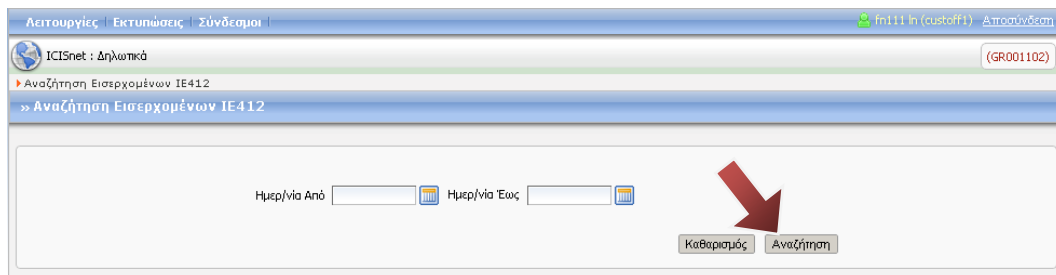 Λειτουργίες | Εκτυπώσεις | Σύνδεσμοι | fn111 ln (custoff1) Αποσύνδεση
ICISnet : Δηλωτικά (GR001102)
Αναζήτηση Εισερχομένων IE412
» Αναζήτηση Εισερχομένων IE412
Ημερ/νία Από Ημερ/νία Έως
Καθαρισμός Αναζήτηση